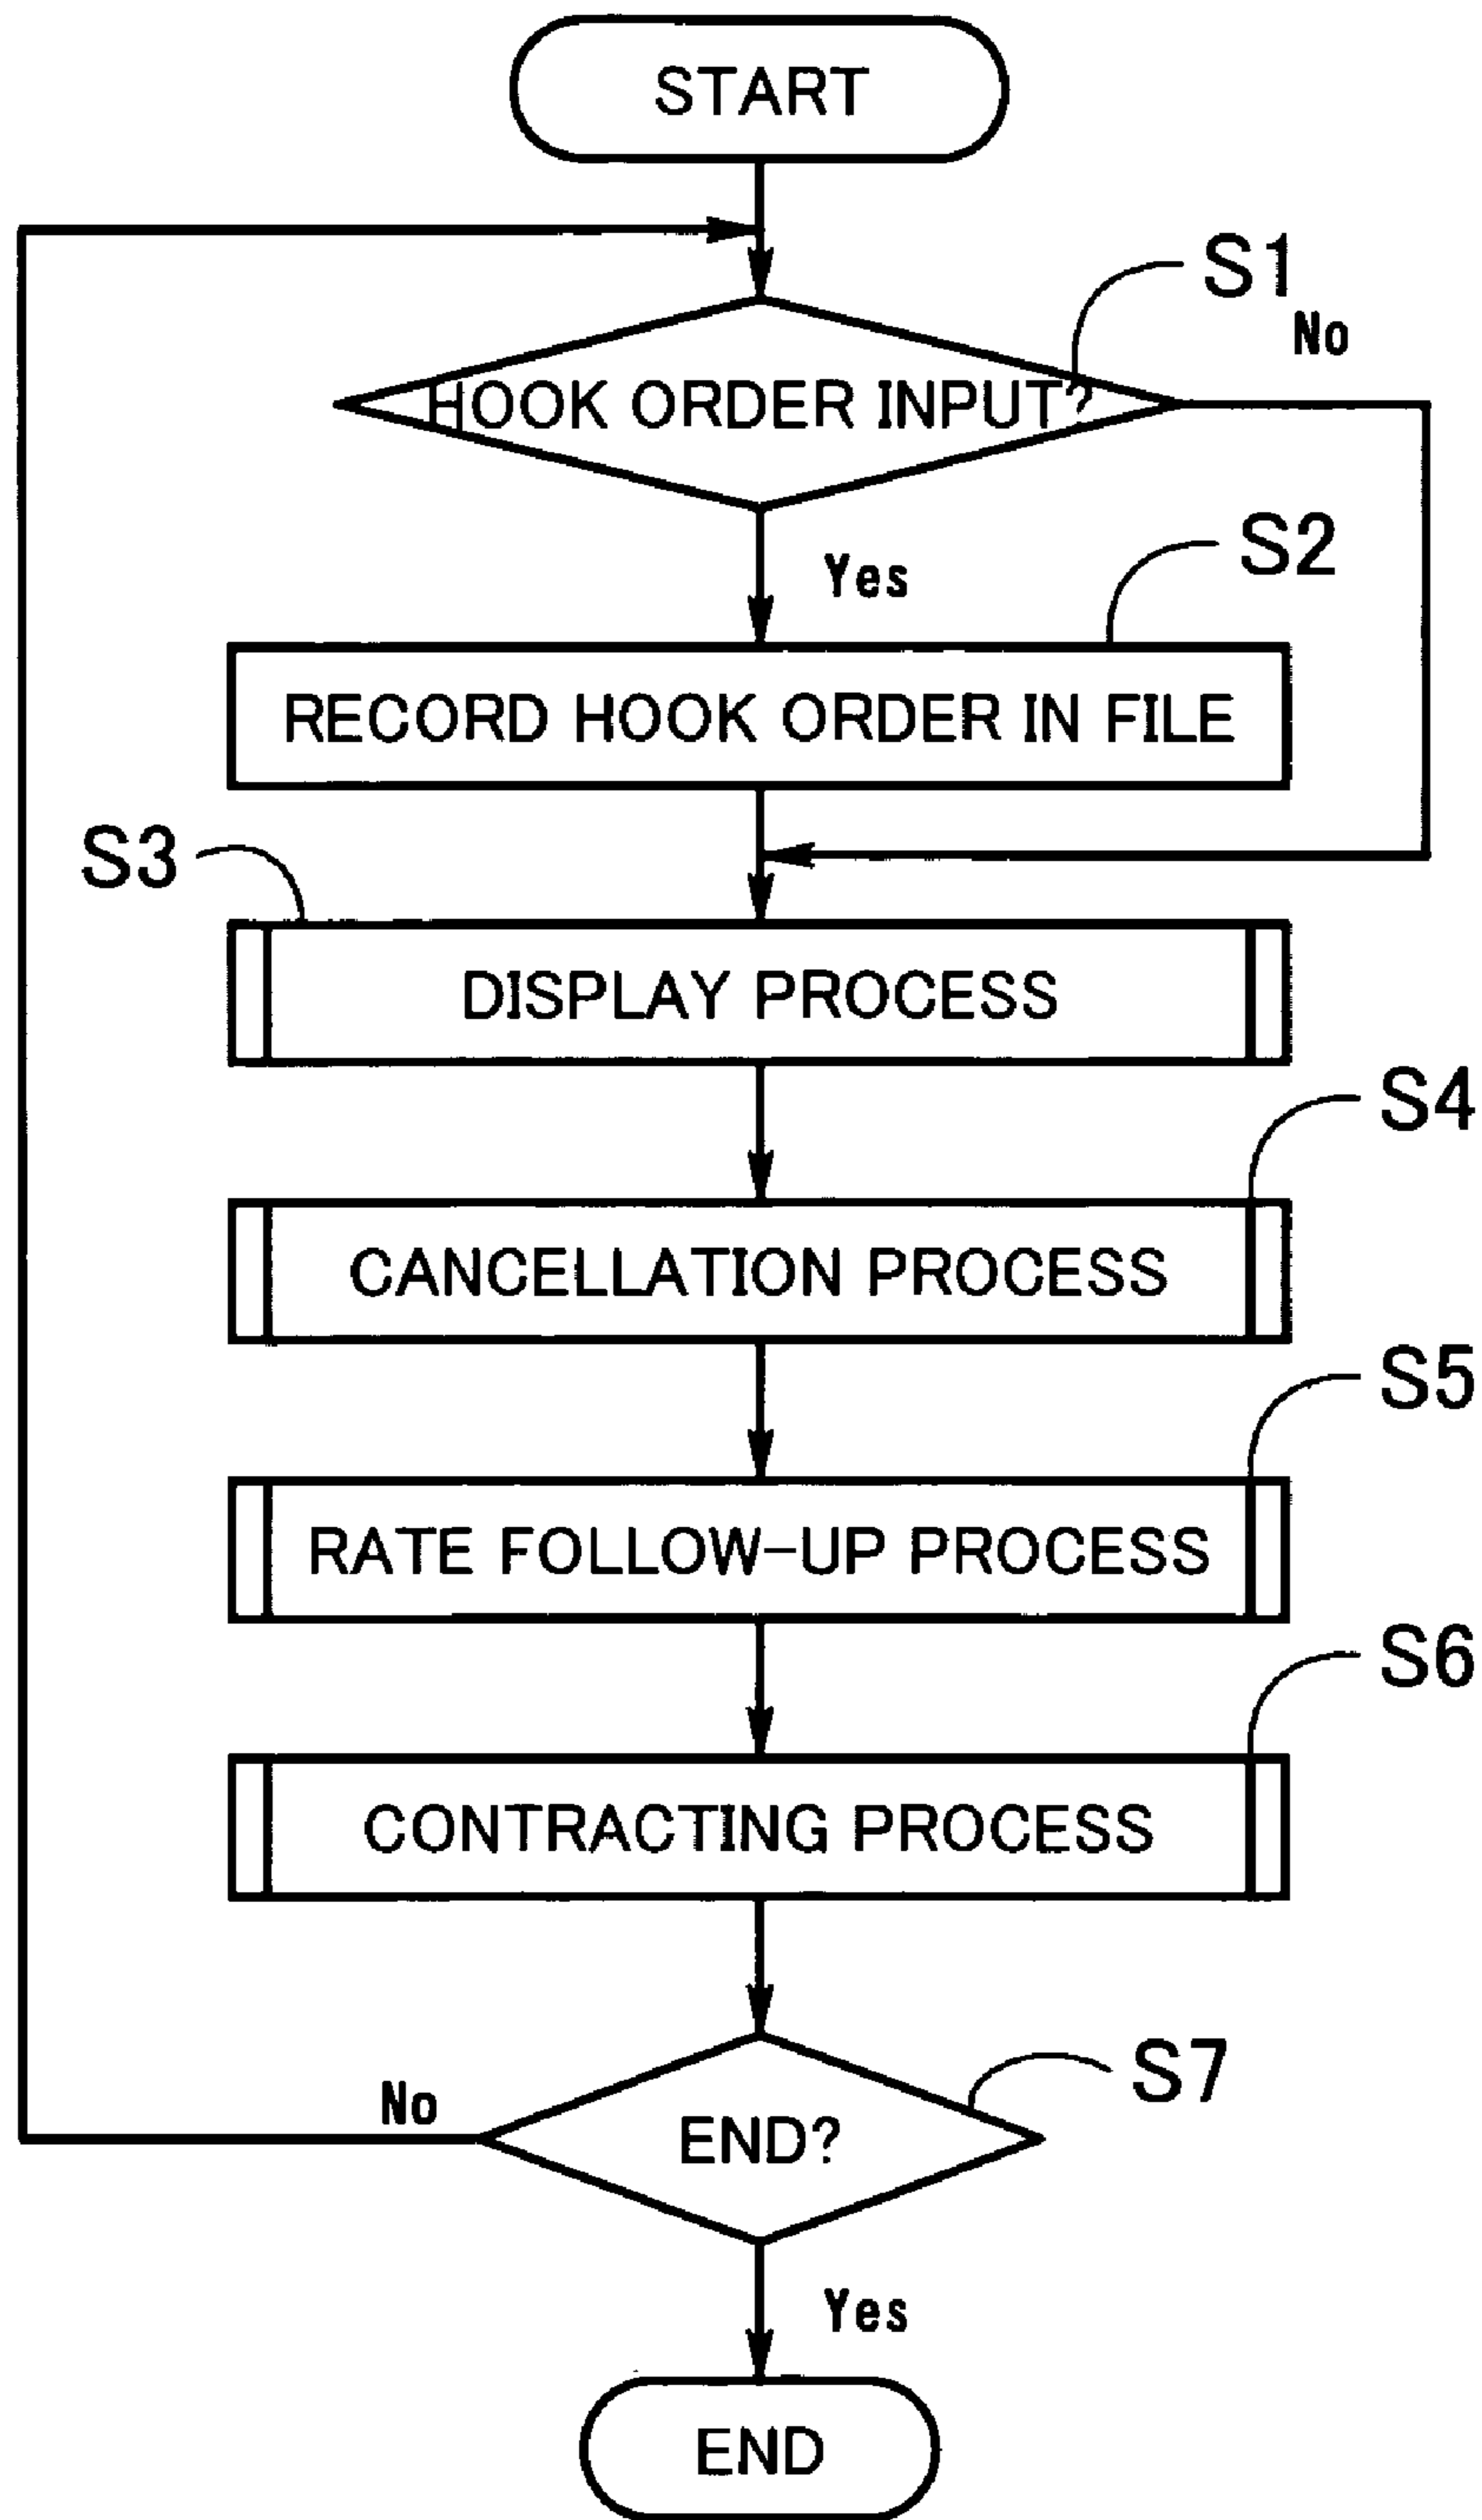 START
S1
No
HOOK ORDER INPUT?
S2
Yes
RECORD HOOK ORDER IN FILE
S3
DISPLAY PROCESS
S4
CANCELLATION PROCESS
S5
RATE FOLLOW-UP PROCESS
S6
CONTRACTING PROCESS
S7
No
END?
Yes
END